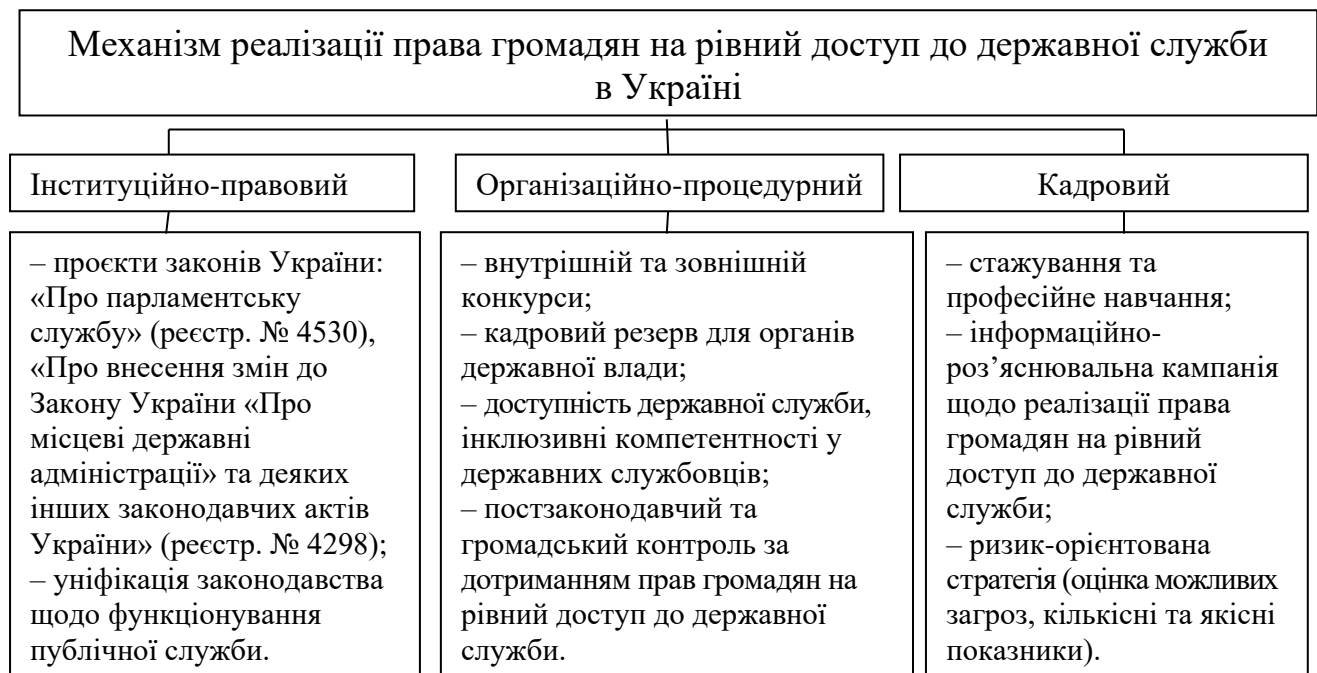 Механізм реалізації права громадян на рівний доступ до державної служби
в Україні
Інституційно-правовий
Організаційно-процедурний
Кадровий
– проєкти законів України:
«Про парламентську
службу» (реєстр. № 4530),
«Про внесення змін до
Закону України «Про
місцеві державні
адміністрації» та деяких
інших законодавчих актів
України» (реєстр. № 4298);
– уніфікація законодавства
щодо функціонування
публічної служби.
– внутрішній та зовнішній
конкурси;
– кадровий резерв для органів
державної влади;
– доступність державної служби,
інклюзивні компетентності у
державних службовців;
– постзаконодавчий та
громадський контроль за
дотриманням прав громадян на
рівний доступ до державної
служби.
– стажування та
професійне навчання;
– інформаційно-
роз’яснювальна кампанія
щодо реалізації права
громадян на рівний
доступ до державної
служби;
– ризик-орієнтована
стратегія (оцінка можливих
загроз, кількісні та якісні
показники).